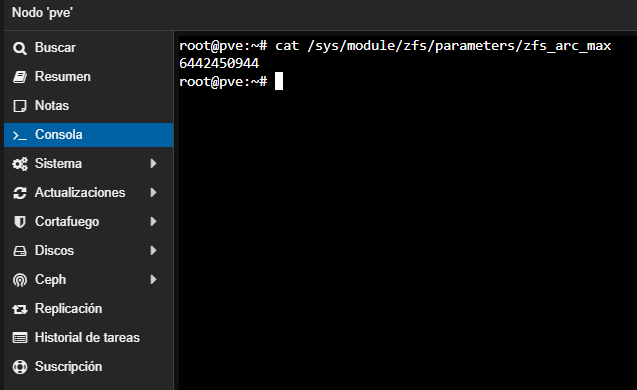 Nodo 'pve'
Buscar
Resumen
Notas
Consola
Sistema
Actualizaciones
Cortafuego
Discos
Ceph
Replicación
Historial de tareas
Suscripción
root@pve:~# cat /sys/module/zfs/parameters/zfs_arc_max
6442450944
root@pve:~#